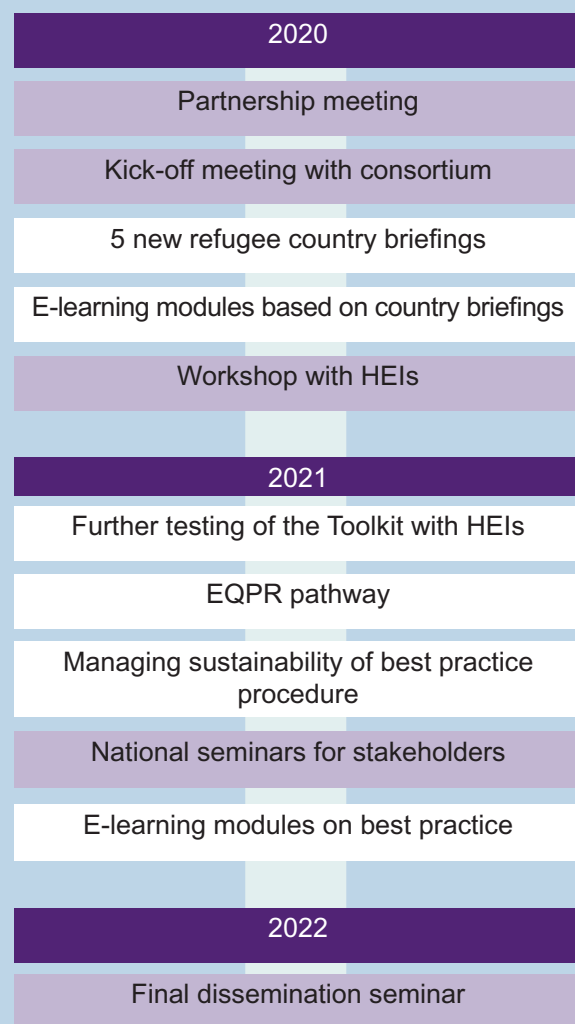 2020
Partnership meeting
Kick-off meeting with consortium
5 new refugee country briefings
E-learning modules based on country briefings
Workshop with HEIs
2021
Further testing of the Toolkit with HEIs
EQPR pathway
Managing sustainability of best practice
procedure
National seminars for stakeholders
E-learning modules on best practice
2022
Final dissemination seminar